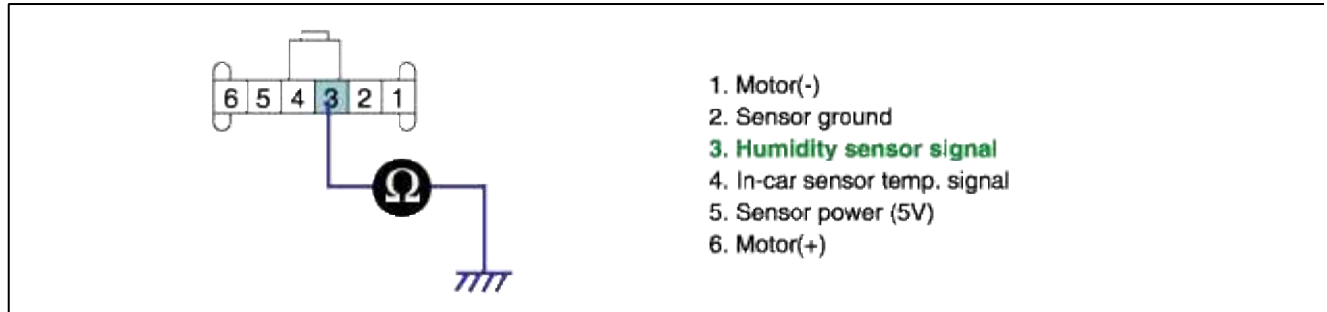 6 5 4 3 2 1
Ω
1. Motor(-)
2. Sensor ground
3. Humidity sensor signal
4. In-car sensor temp. signal
5. Sensor power (5V)
6. Motor(+)